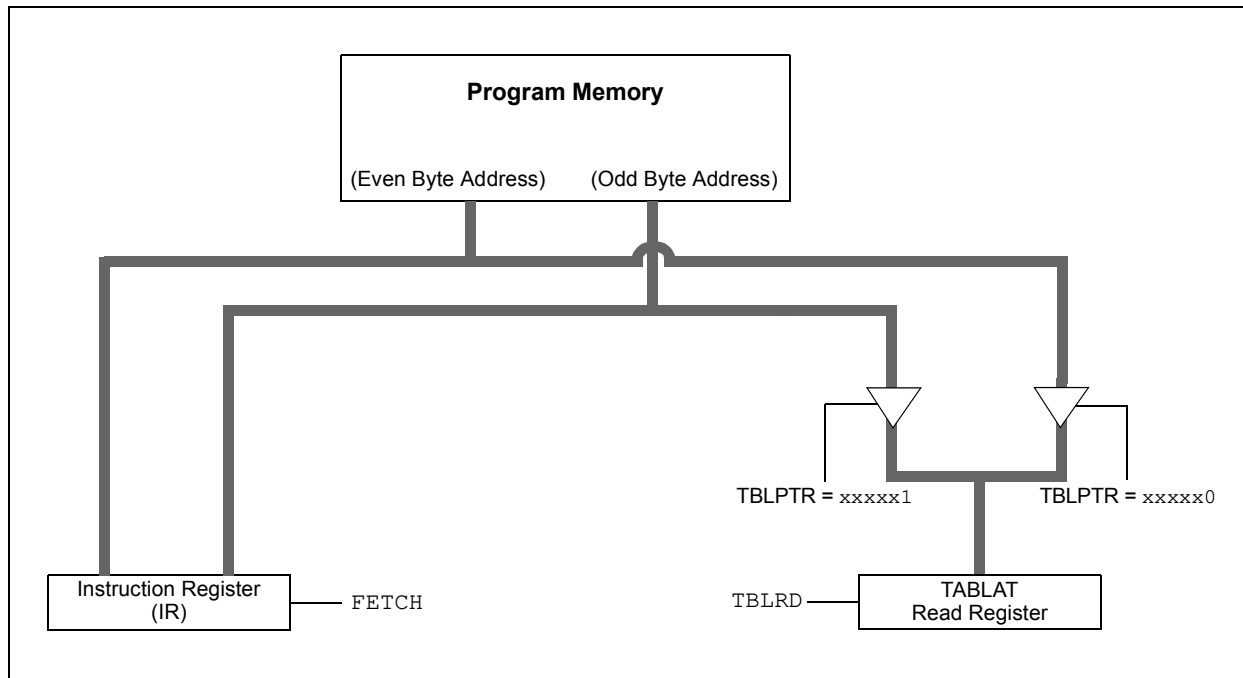 Program Memory
(Even Byte Address) (Odd Byte Address)
TBLPTR = xxxxx1
TBLPTR = xxxxx0
Instruction Register
(IR)
FETCH
TBLRD
TABLAT
Read Register